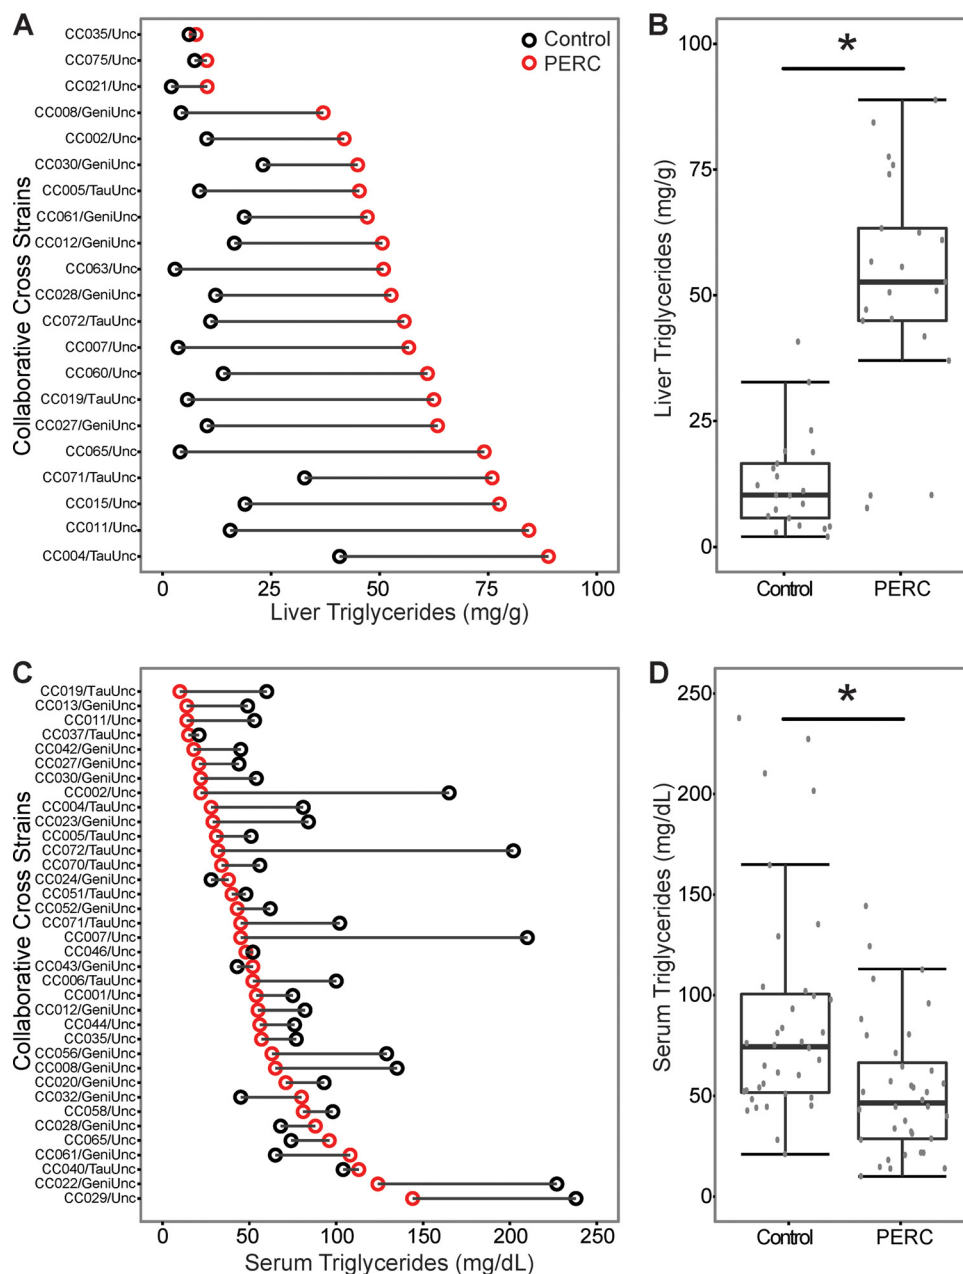 A
CC035/Unc
CC075/Unc
CC021/Unc
CC008/GeniUnc
CC002/Unc
CC030/GeniUnc
CC005/TauUnc
CC061/GeniUnc
CC012/GeniUnc
CC063/Unc
CC028/GeniUnc
CC072/TauUnc
CC007/Unc
CC060/Unc
CC019/TauUnc
CC027/GeniUnc
CC065/Unc
CC071/TauUnc
CC015/Unc
CC011/Unc
CC004/TauUnc
Collaborative Cross Strains
Control
PERC
0 25 50 75 100
Liver Triglycerides (mg/g)
B
*
100
75
50
25
0
Liver Triglycerides (mg/g)
Control PERC
C
CC019/TauUnc
CC013/GeniUnc
CC011/Unc
CC037/TauUnc
CC042/GeniUnc
CC027/GeniUnc
CC030/GeniUnc
CC002/Unc
CC004/TauUnc
CC023/GeniUnc
CC005/TauUnc
CC072/TauUnc
CC070/TauUnc
CC024/GeniUnc
CC051/TauUnc
CC052/GeniUnc
CC071/TauUnc
CC007/Unc
CC046/Unc
CC043/GeniUnc
CC006/TauUnc
CC001/Unc
CC012/GeniUnc
CC044/Unc
CC035/Unc
CC056/GeniUnc
CC008/GeniUnc
CC020/GeniUnc
CC032/GeniUnc
CC058/Unc
CC028/GeniUnc
CC065/Unc
CC061/GeniUnc
CC040/TauUnc
CC022/GeniUnc
CC029/Unc
Collaborative Cross Strains
0 50 100 150 200 250
Serum Triglycerides (mg/dL)
D
*
250
200
150
100
50
0
Serum Triglycerides (mg/dL)
Control PERC